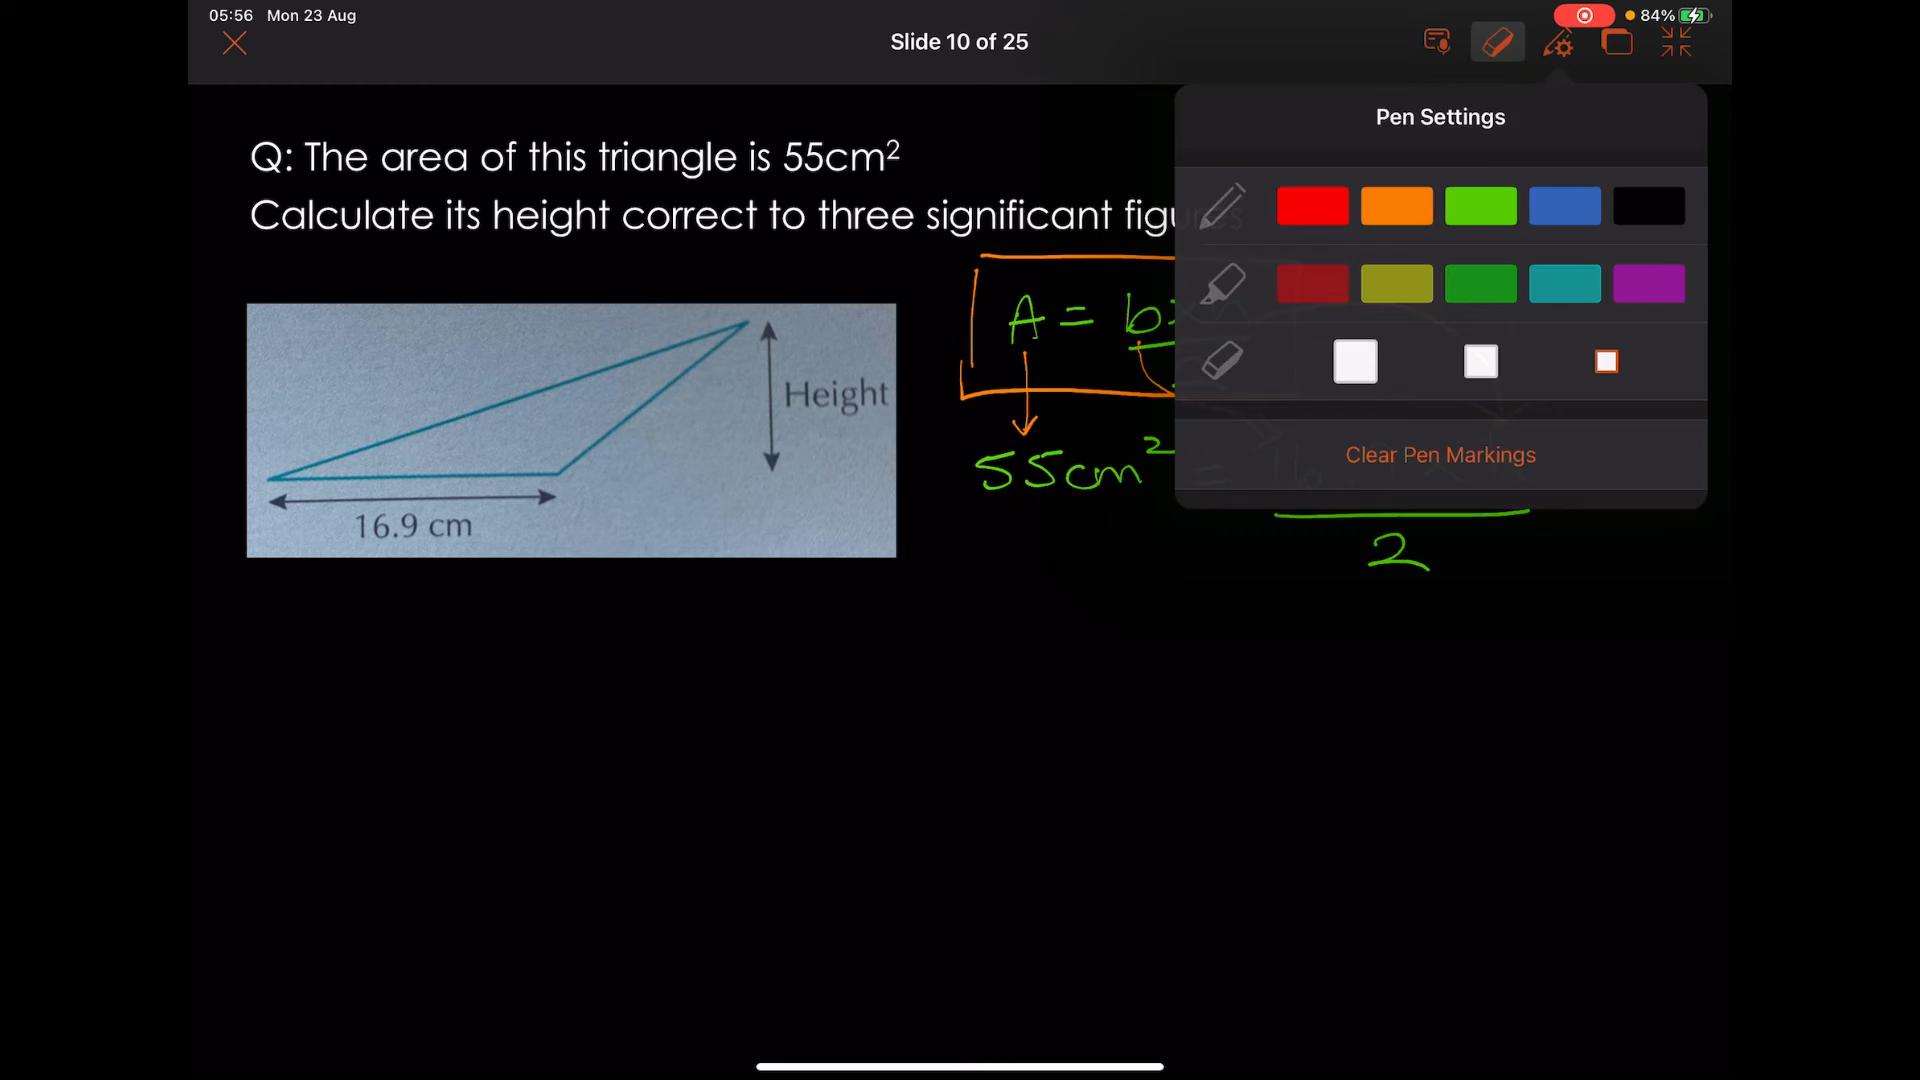 05:56 Mon 23 Aug
84%
Slide 10 of 25
Pen Settings
Q: The area of this triangle is 55cm²
Calculate its height correct to three significant figures
A = b
Height
Clear Pen Markings
55cm² =
16.9 cm
2